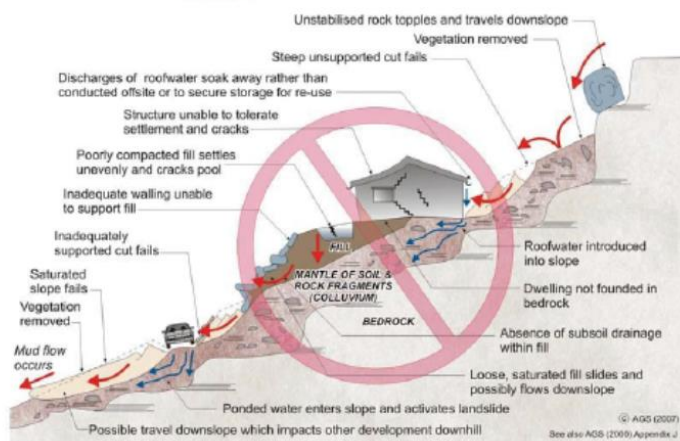 Unstabilised rock topples and travels downslope
Vegetation removed
Steep unsupported cut fails
Discharges of roofwater soak away rather than
conducted offsite or to secure storage for re-use
Structure unable to tolerate
settlement and cracks
Poorly compacted fill settles
unevenly and cracks pool
Inadequate walling unable
to support fill
Inadequately
supported cut fails
Saturated
slope fails
Vegetation
removed
Mud flow
occurs
FILL
MANTLE OF SOIL &
ROCK FRAGMENTS
(COLLUVIUM)
BEDROCK
Roofwater introduced
into slope
Dwelling not founded in
bedrock
Absence of subsoil drainage
within fill
Loose, saturated fill slides and
possibly flows downslope
Ponded water enters slope and activates landslide
Possible travel downslope which impacts other development downhill
© AGS (2007)
See also AGS (2000) Appendix J